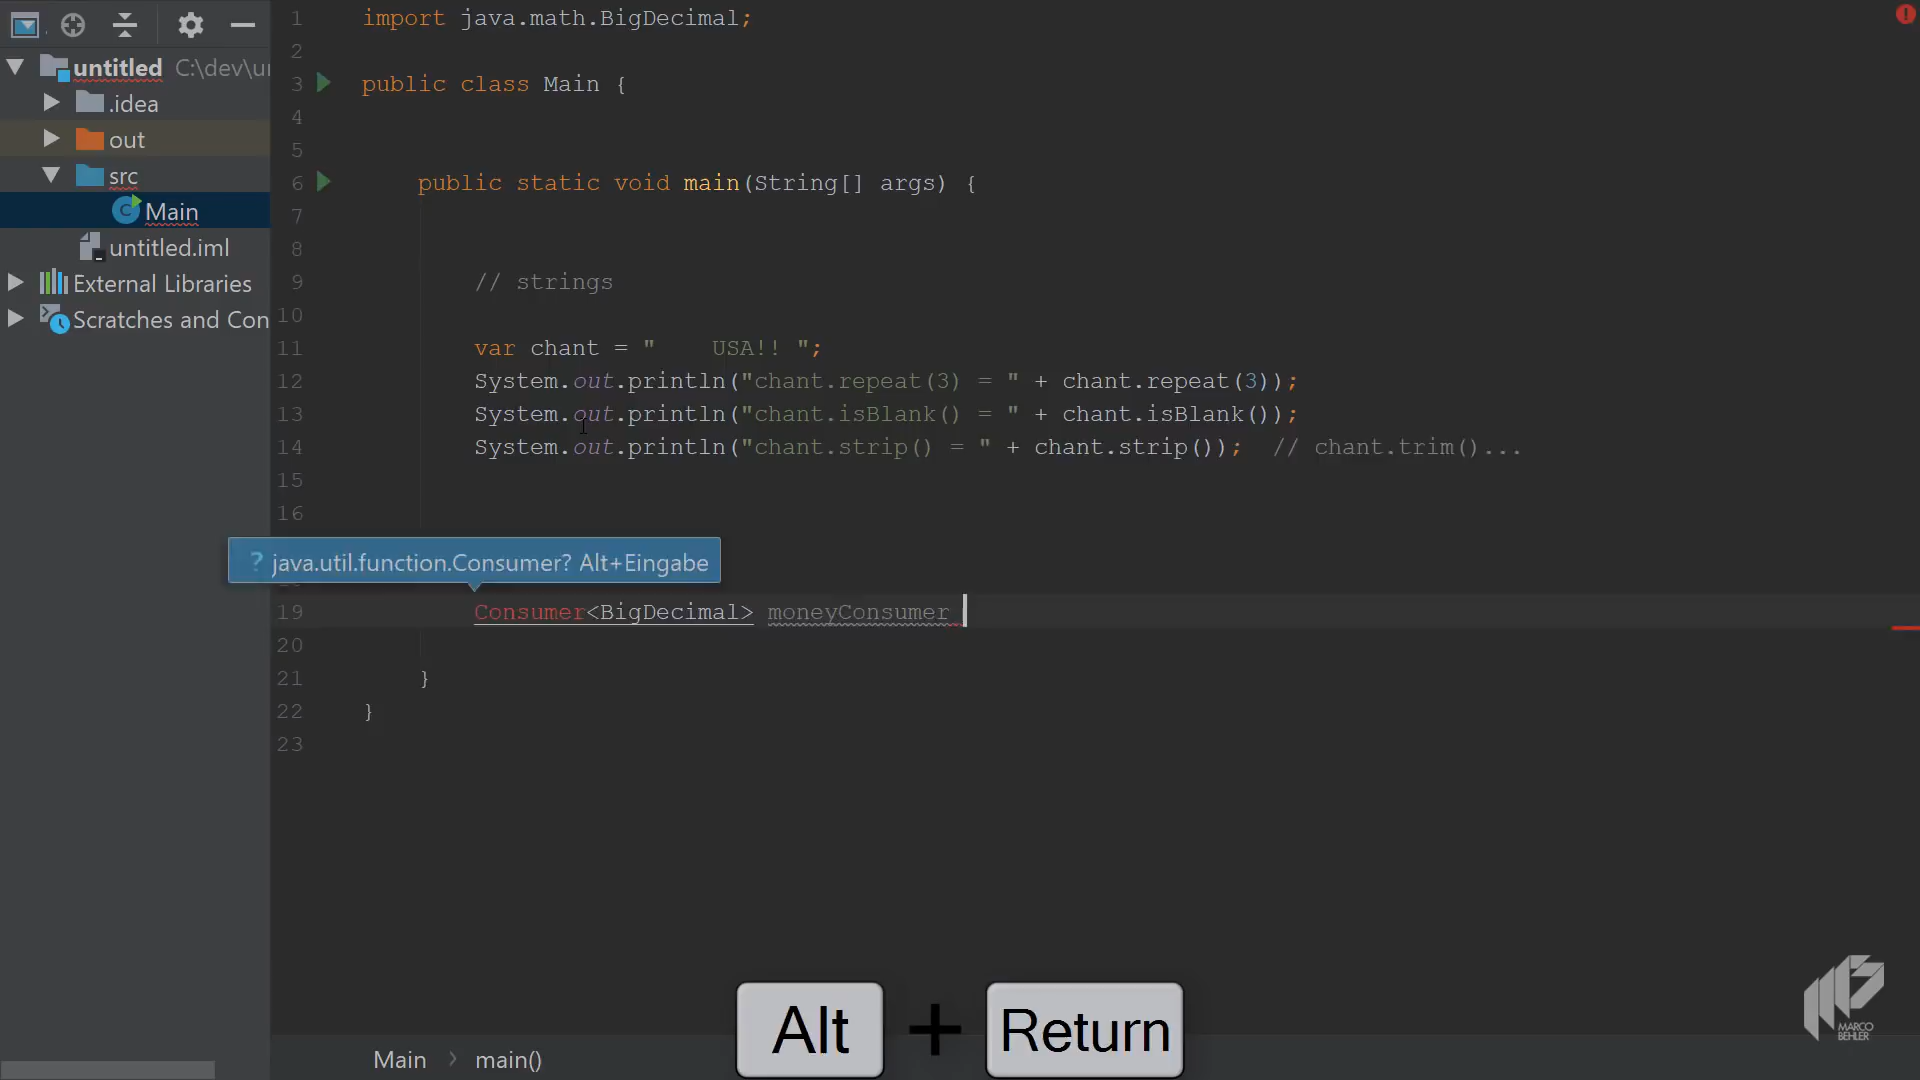 untitled C:\dev\un
.idea
out
src
Main
untitled.iml
External Libraries
Scratches and Con
1 import java.math.BigDecimal;
2
3 public class Main {
4
5
6 public static void main(String[] args) {
7
8
9 // strings
10
11 var chant = "    USA!! ";
12 System.out.println("chant.repeat(3) = " + chant.repeat(3));
13 System.out.println("chant.isBlank() = " + chant.isBlank());
14 System.out.println("chant.strip() = " + chant.strip());  // chant.trim()...
15
16
? java.util.function.Consumer? Alt+Eingabe
19 Consumer<BigDecimal> moneyConsumer
20
21 }
22 }
23
Main > main()
Alt + Return
MARCO
BEHLER